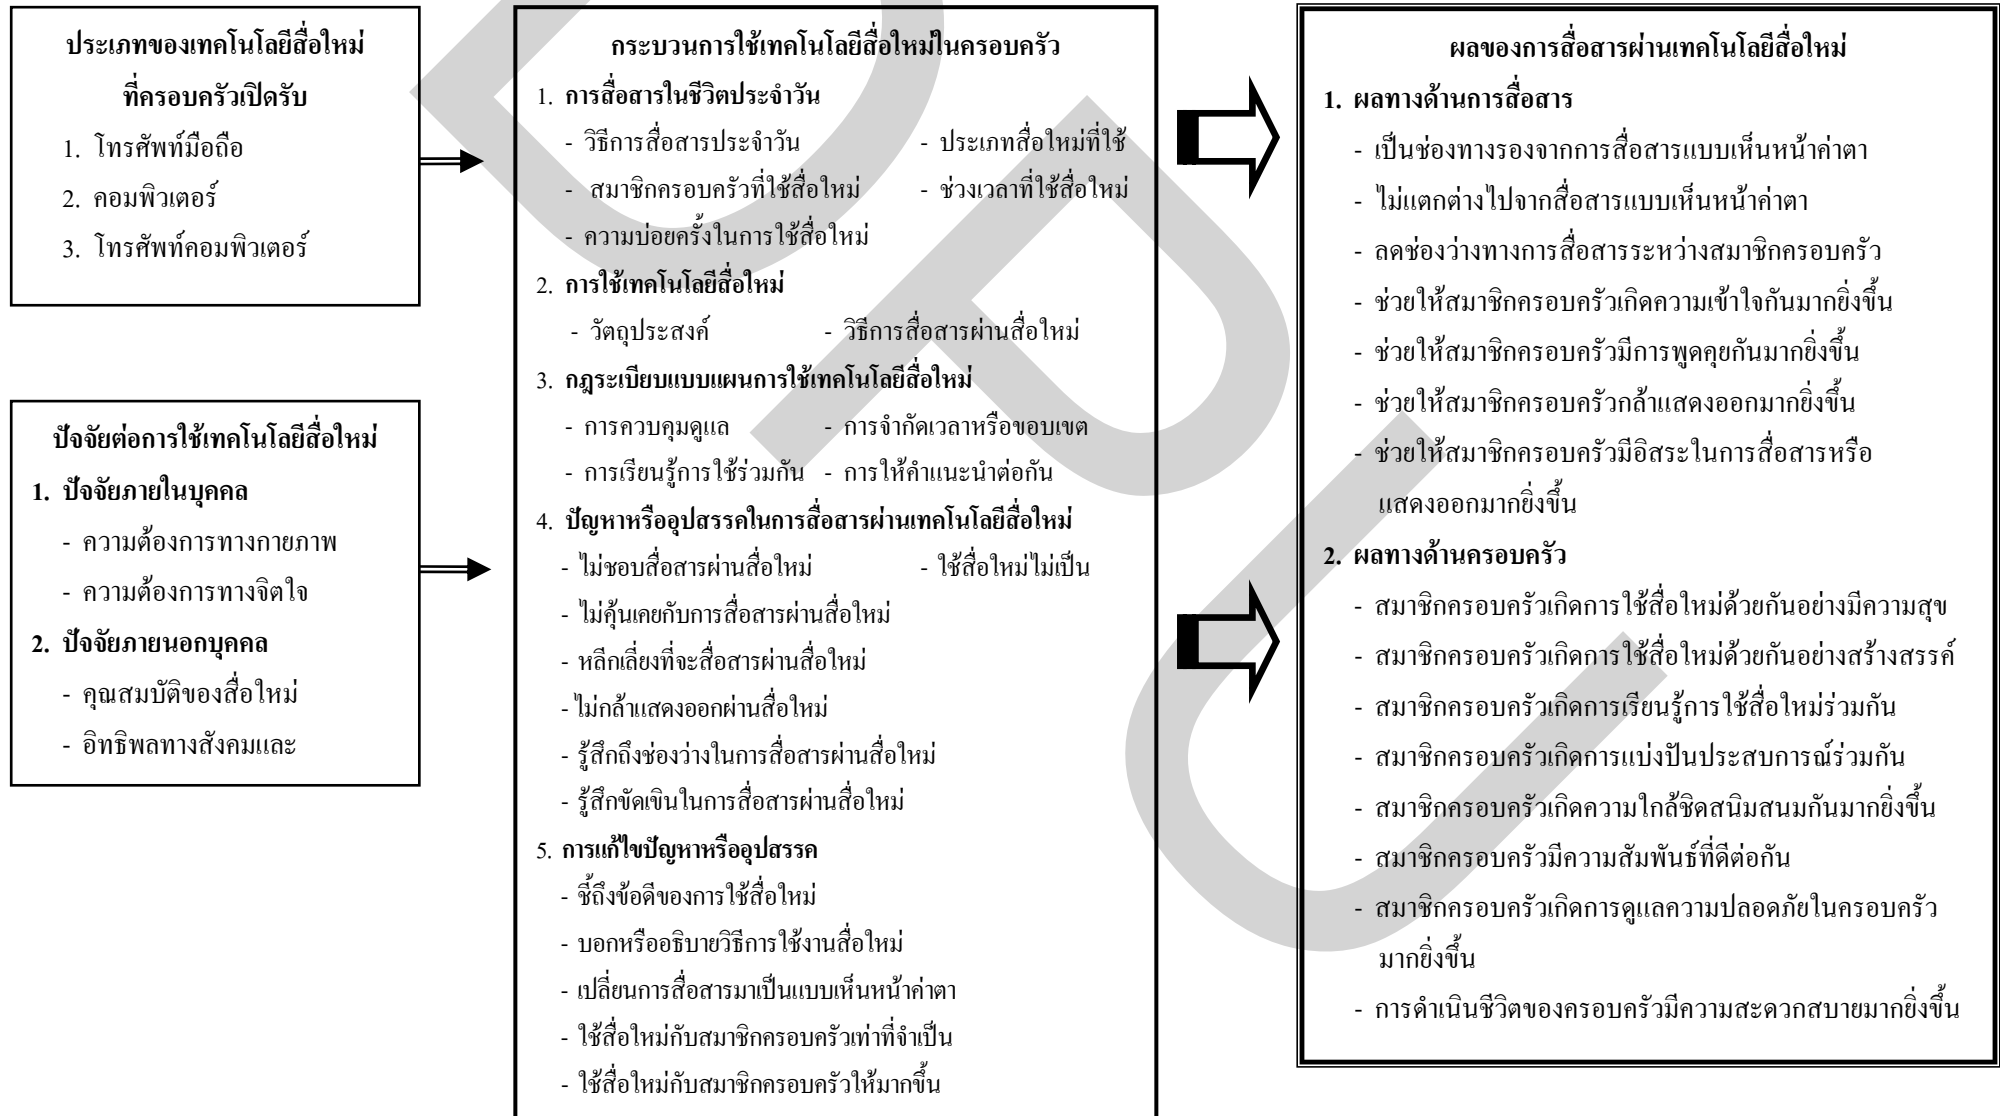 ประเภทของเทคโนโลยีสื่อใหม่
ที่ครอบครัวเปิดรับ
1. โทรศัพท์มือถือ
2. คอมพิวเตอร์
3. โทรศัพท์คอมพิวเตอร์
ปัจจัยต่อการใช้เทคโนโลยีสื่อใหม่
1. ปัจจัยภายในบุคคล
- ความต้องการทางกายภาพ
- ความต้องการทางจิตใจ
2. ปัจจัยภายนอกบุคคล
- คุณสมบัติของสื่อใหม่
- อิทธิพลทางสังคมและ
กระบวนการใช้เทคโนโลยีสื่อใหม่ในครอบครัว
1. การสื่อสารในชีวิตประจำวัน
- วิธีการสื่อสารประจำวัน - ประเภทสื่อใหม่ที่ใช้
- สมาชิกครอบครัวที่ใช้สื่อใหม่ - ช่วงเวลาที่ใช้สื่อใหม่
- ความบ่อยครั้งในการใช้สื่อใหม่
2. การใช้เทคโนโลยีสื่อใหม่
- วัตถุประสงค์ - วิธีการสื่อสารผ่านสื่อใหม่
3. กฎระเบียบแบบแผนการใช้เทคโนโลยีสื่อใหม่
- การควบคุมดูแล - การจำกัดเวลาหรือขอบเขต
- การเรียนรู้การใช้ร่วมกัน - การให้คำแนะนำต่อกัน
4. ปัญหาหรืออุปสรรคในการสื่อสารผ่านเทคโนโลยีสื่อใหม่
- ไม่ชอบสื่อสารผ่านสื่อใหม่ - ใช้สื่อใหม่ไม่เป็น
- ไม่คุ้นเคยกับการสื่อสารผ่านสื่อใหม่
- หลีกเลี่ยงที่จะสื่อสารผ่านสื่อใหม่
- ไม่กล้าแสดงออกผ่านสื่อใหม่
- รู้สึกถึงช่องว่างในการสื่อสารผ่านสื่อใหม่
- รู้สึกขัดเขินในการสื่อสารผ่านสื่อใหม่
5. การแก้ไขปัญหาหรืออุปสรรค
- ชี้ถึงข้อดีของการใช้สื่อใหม่
- บอกหรืออธิบายวิธีการใช้งานสื่อใหม่
- เปลี่ยนการสื่อสารมาเป็นแบบเห็นหน้าค่าตา
- ใช้สื่อใหม่กับสมาชิกครอบครัวเท่าที่จำเป็น
- ใช้สื่อใหม่กับสมาชิกครอบครัวให้มากขึ้น
ผลของการสื่อสารผ่านเทคโนโลยีสื่อใหม่
1. ผลทางด้านการสื่อสาร
- เป็นช่องทางรองจากการสื่อสารแบบเห็นหน้าค่าตา
- ไม่แตกต่างไปจากสื่อสารแบบเห็นหน้าค่าตา
- ลดช่องว่างทางการสื่อสารระหว่างสมาชิกครอบครัว
- ช่วยให้สมาชิกครอบครัวเกิดความเข้าใจกันมากยิ่งขึ้น
- ช่วยให้สมาชิกครอบครัวมีการพูดคุยกันมากยิ่งขึ้น
- ช่วยให้สมาชิกครอบครัวกล้าแสดงออกมากยิ่งขึ้น
- ช่วยให้สมาชิกครอบครัวมีอิสระในการสื่อสารหรือ
แสดงออกมากยิ่งขึ้น
2. ผลทางด้านครอบครัว
- สมาชิกครอบครัวเกิดการใช้สื่อใหม่ด้วยกันอย่างมีความสุข
- สมาชิกครอบครัวเกิดการใช้สื่อใหม่ด้วยกันอย่างสร้างสรรค์
- สมาชิกครอบครัวเกิดการเรียนรู้การใช้สื่อใหม่ร่วมกัน
- สมาชิกครอบครัวเกิดการแบ่งปันประสบการณ์ร่วมกัน
- สมาชิกครอบครัวเกิดความใกล้ชิดสนิมสนมกันมากยิ่งขึ้น
- สมาชิกครอบครัวมีความสัมพันธ์ที่ดีต่อกัน
- สมาชิกครอบครัวเกิดการดูแลความปลอดภัยในครอบครัว
มากยิ่งขึ้น
- การดำเนินชีวิตของครอบครัวมีความสะดวกสบายมากยิ่งขึ้น
DPU